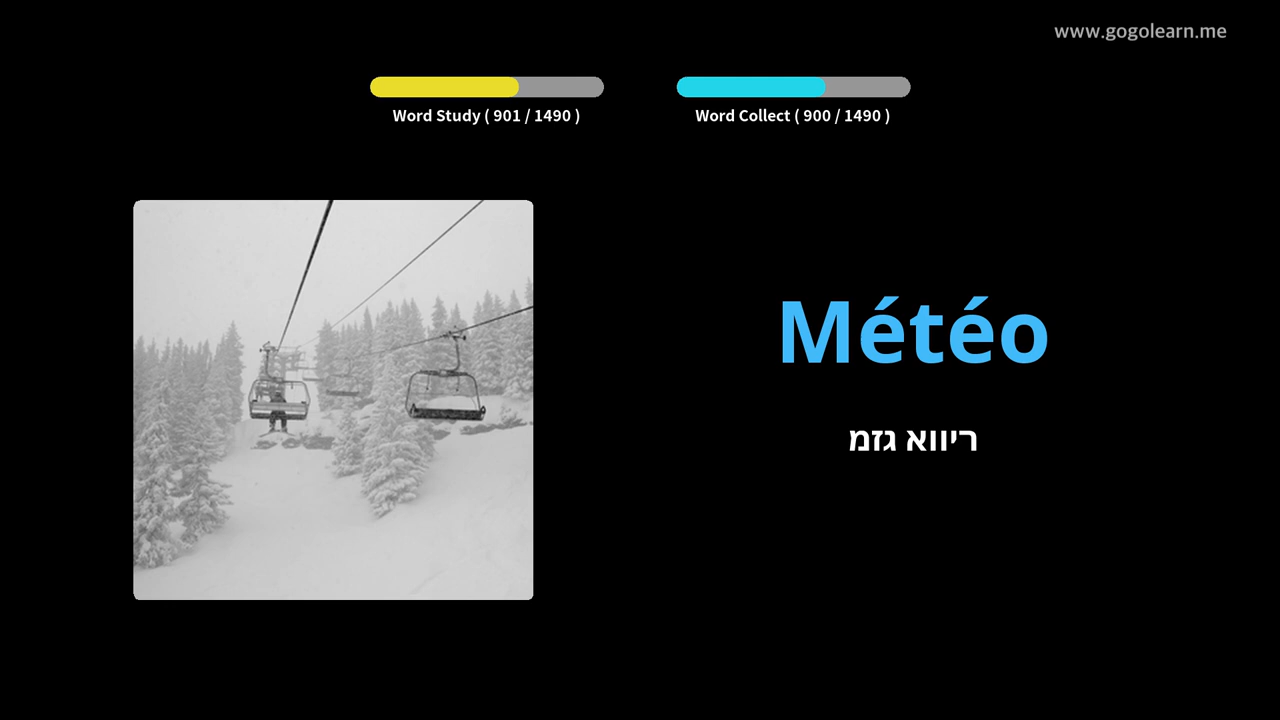 www.gogolearn.me
Word Study ( 901 / 1490 )
Word Collect ( 900 / 1490 )
Météo
ריווא גזמ